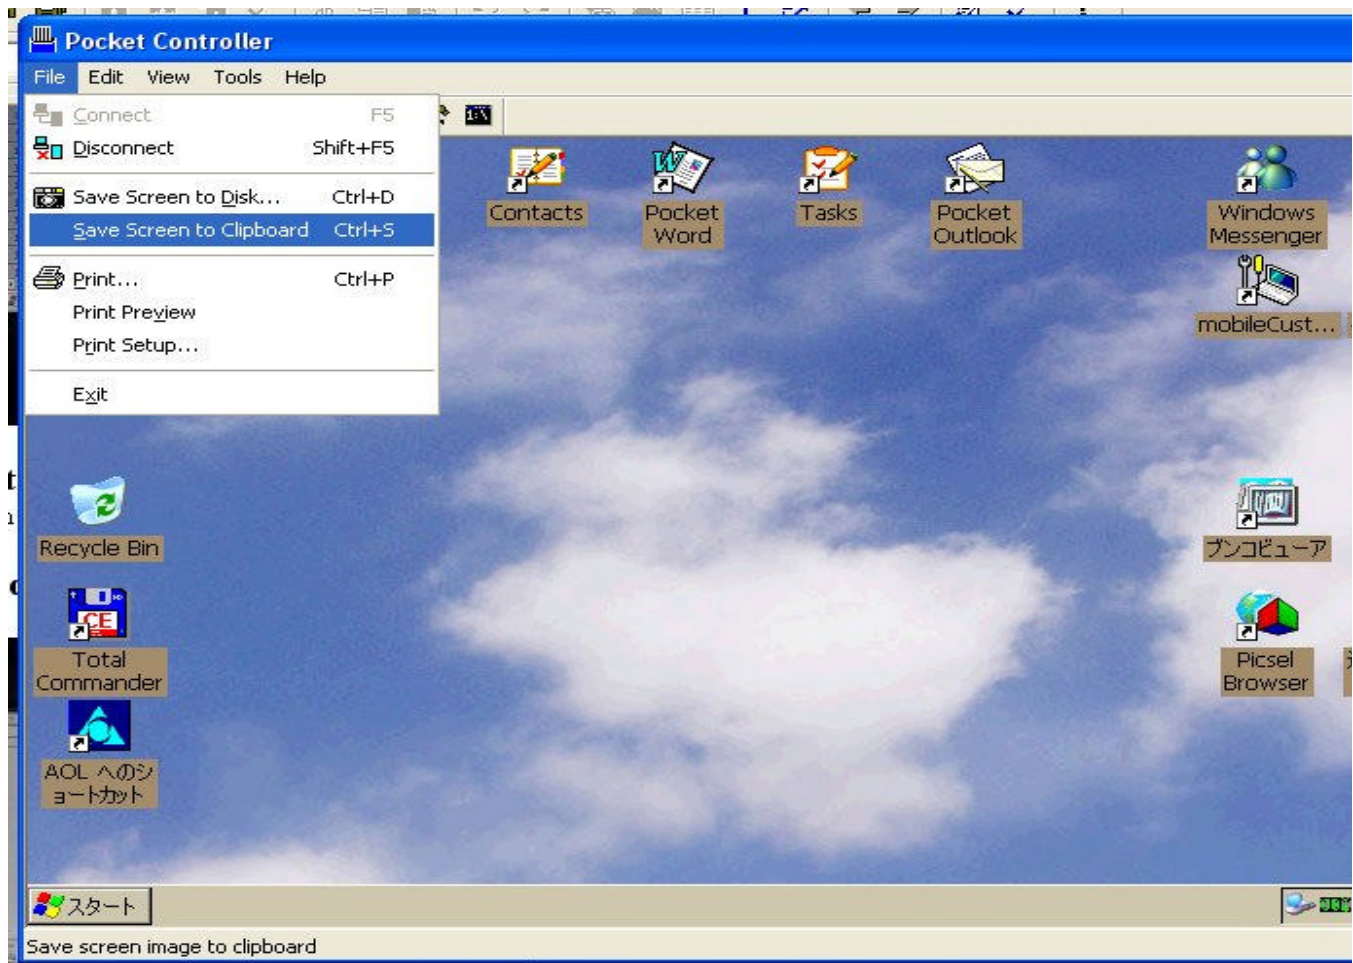 Pocket Controller
File Edit View Tools Help
Connect F5
Disconnect Shift+F5
Save Screen to Disk... Ctrl+D
Save Screen to Clipboard Ctrl+S
Print... Ctrl+P
Print Preview
Print Setup...
Exit
Contacts
Pocket
Word
Tasks
Pocket
Outlook
Windows
Messenger
mobileCust...
Recycle Bin
ブンコビューア
Total
Commander
CE
Picsel
Browser
AOL へのシ
ョートカット
スタート
Save screen image to clipboard